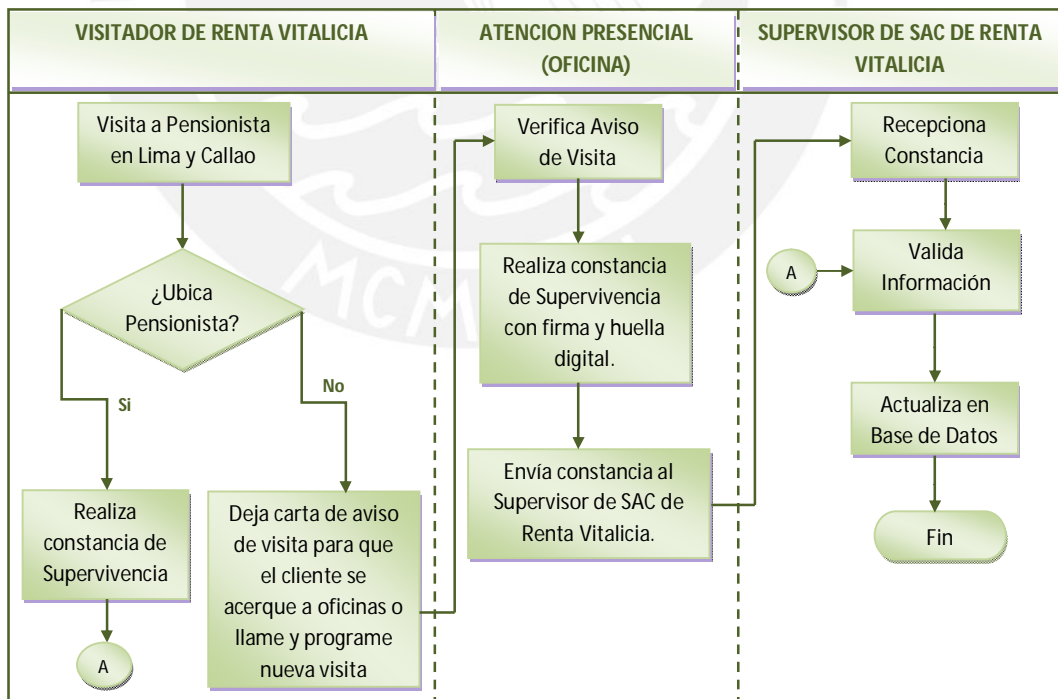 VISITADOR DE RENTA VITALICIA
ATENCION PRESENCIAL
(OFICINA)
SUPERVISOR DE SAC DE RENTA
VITALICIA
Visita a Pensionista
en Lima y Callao
¿Ubica
Pensionista?
Si
No
Realiza
constancia de
Supervivencia
A
Deja carta de aviso
de visita para que
el cliente se
acerque a oficinas o
llame y programe
nueva visita
Verifica Aviso
de Visita
Realiza constancia
de Supervivencia
con firma y huella
digital.
Envía constancia al
Supervisor de SAC de
Renta Vitalicia.
Recepciona
Constancia
A
Valida
Información
Actualiza en
Base de Datos
Fin